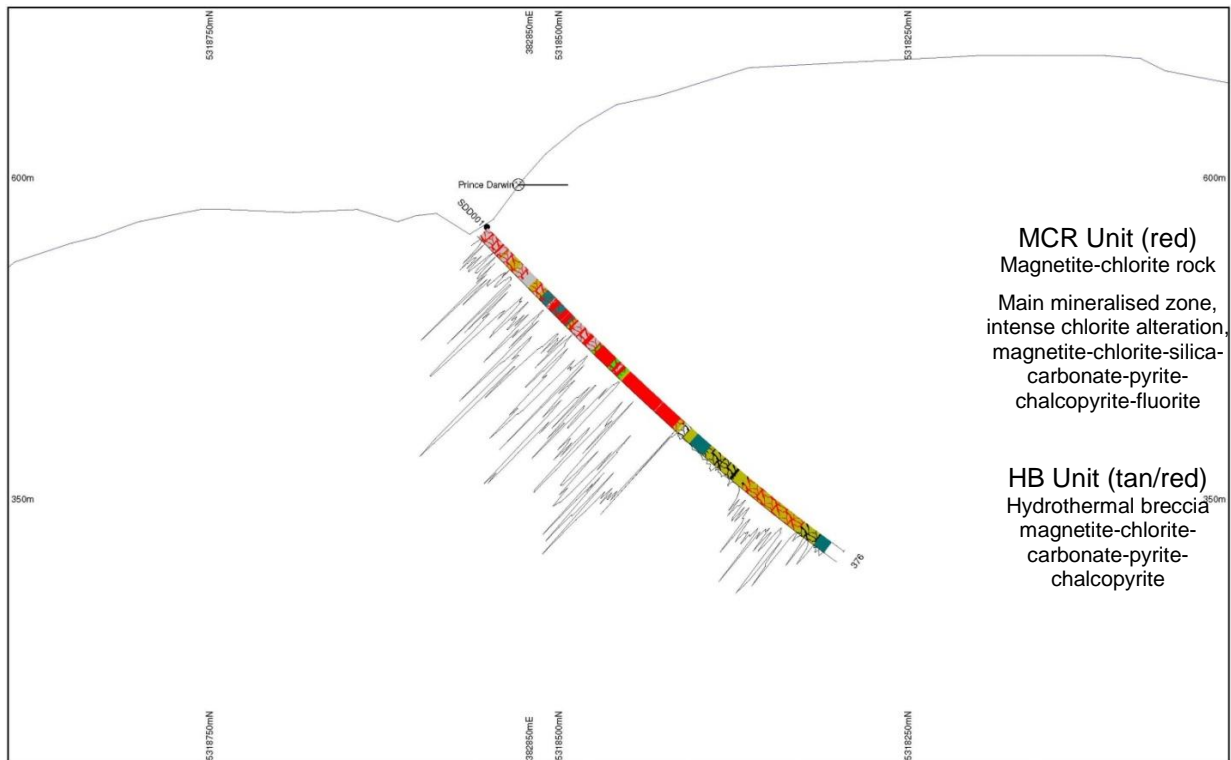 5318750mN
382850mE
5318500mN
5318250mN
600m
600m
Prince Darwin
SDD001
MCR Unit (red)
Magnetite-chlorite rock
Main mineralised zone,
intense chlorite alteration,
magnetite-chlorite-silica-
carbonate-pyrite-
chalcopyrite-fluorite
HB Unit (tan/red)
350m
350m
Hydrothermal breccia
magnetite-chlorite-
carbonate-pyrite-
chalcopyrite
376
5318750mN
382850mE
5318500mN
5318250mN